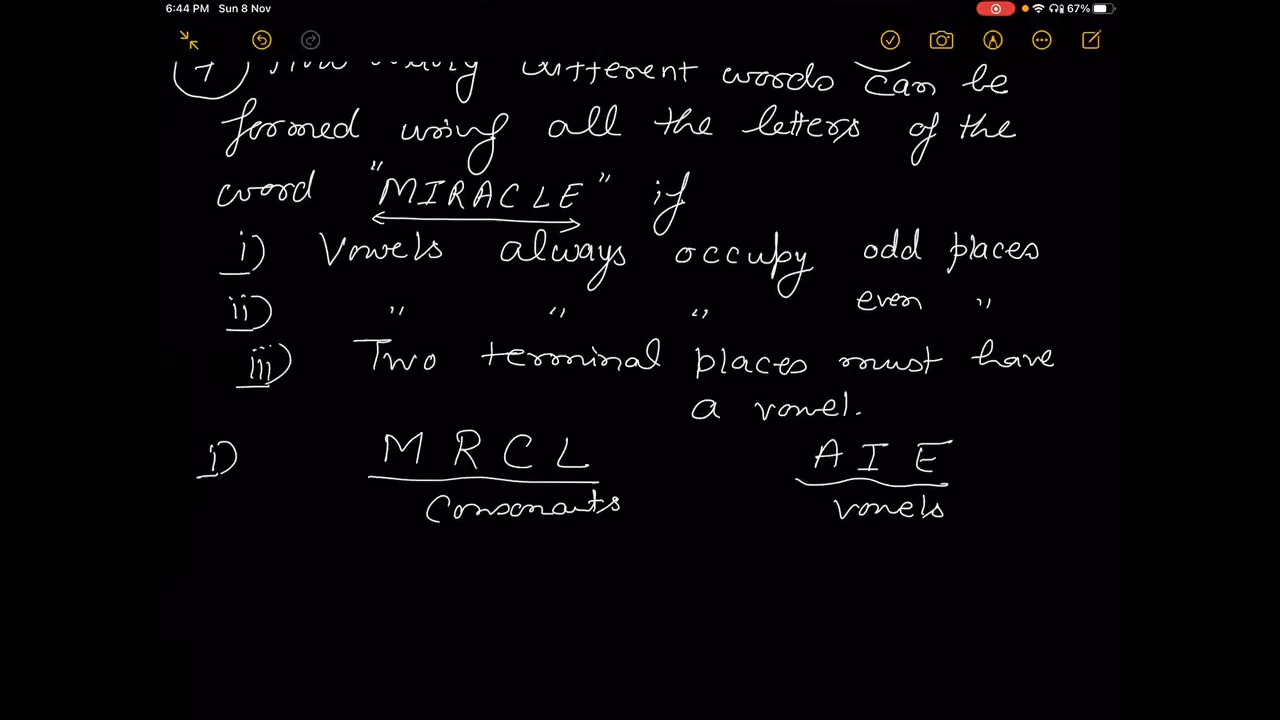 6:44 PM Sun 8 Nov 67%
different words can be
formed using all the letters of the
word "MIRACLE" if
i) Vowels always occupy odd places
ii) " " " even "
iii) Two terminal places must have
a vowel.
i) M R C L A I E
Consonants vowels